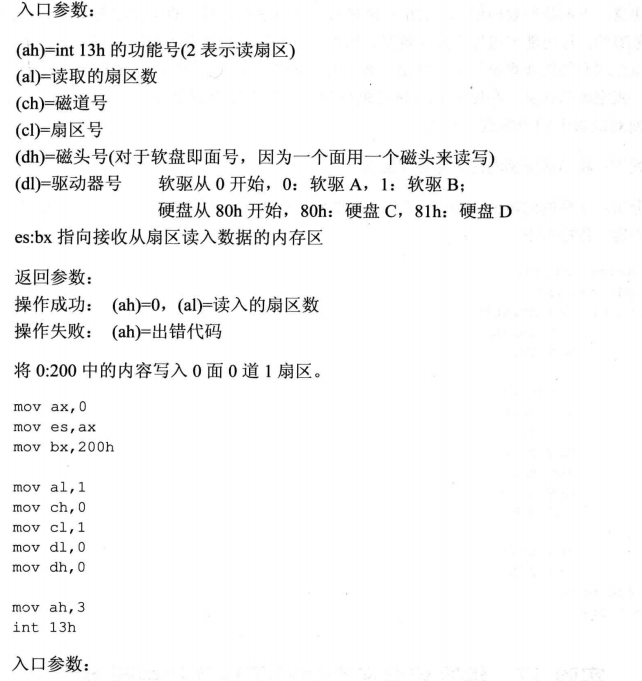 入口参数：
(ah)=int 13h 的功能号(2 表示读扇区)
(al)=读取的扇区数
(ch)=磁道号
(cl)=扇区号
(dh)=磁头号(对于软盘即面号，因为一个面用一个磁头来读写)
(dl)=驱动器号 软驱从 0 开始，0：软驱 A，1：软驱 B；
硬盘从 80h 开始，80h：硬盘 C，81h：硬盘 D
es:bx 指向接收从扇区读入数据的内存区
返回参数：
操作成功： (ah)=0，(al)=读入的扇区数
操作失败： (ah)=出错代码
将 0:200 中的内容写入 0 面 0 道 1 扇区。
mov ax,0
mov es,ax
mov bx,200h
mov al,1
mov ch,0
mov cl,1
mov dl,0
mov dh,0
mov ah,3
int 13h
入口参数：